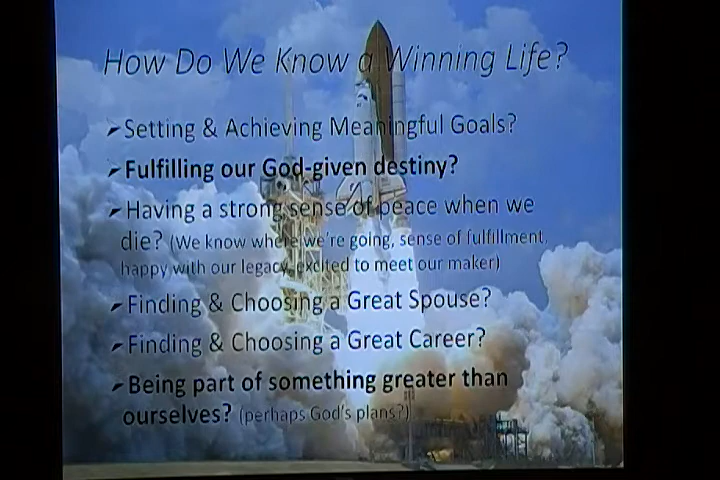 How Do We Know a Winning Life?
➢Setting & Achieving Meaningful Goals?
➢Fulfilling our God-given destiny?
➢Having a strong sense of peace when we
die? (We know where we're going, sense of fulfillment,
happy with our legacy, excited to meet our maker)
➢Finding & Choosing a Great Spouse?
➢Finding & Choosing a Great Career?
➢Being part of something greater than
ourselves? (perhaps God's plans?)